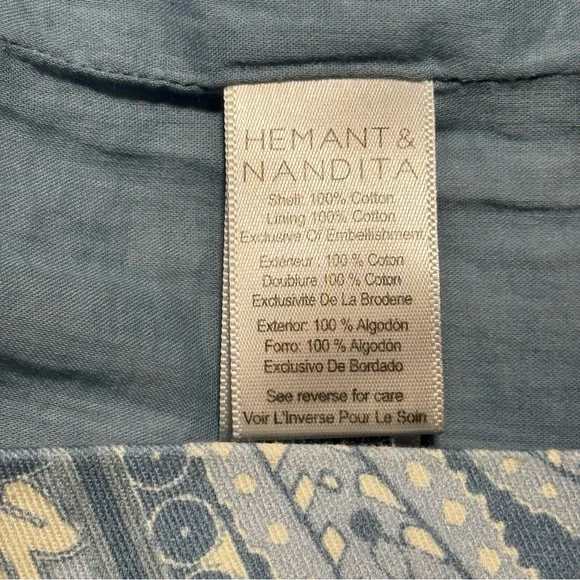 HEMANT &
NANDITA
Shell: 100% Cotton
Lining 100% Cotton
Exclusive Of Embellishment
Extérieur : 100 % Coton
Doublure 100 % Coton
Exclusivité De La Broderie
Exterior: 100 % Algodón
Forro: 100 % Algodón
Exclusivo De Bordado
See reverse for care
Voir L'Inverse Pour Le Soin